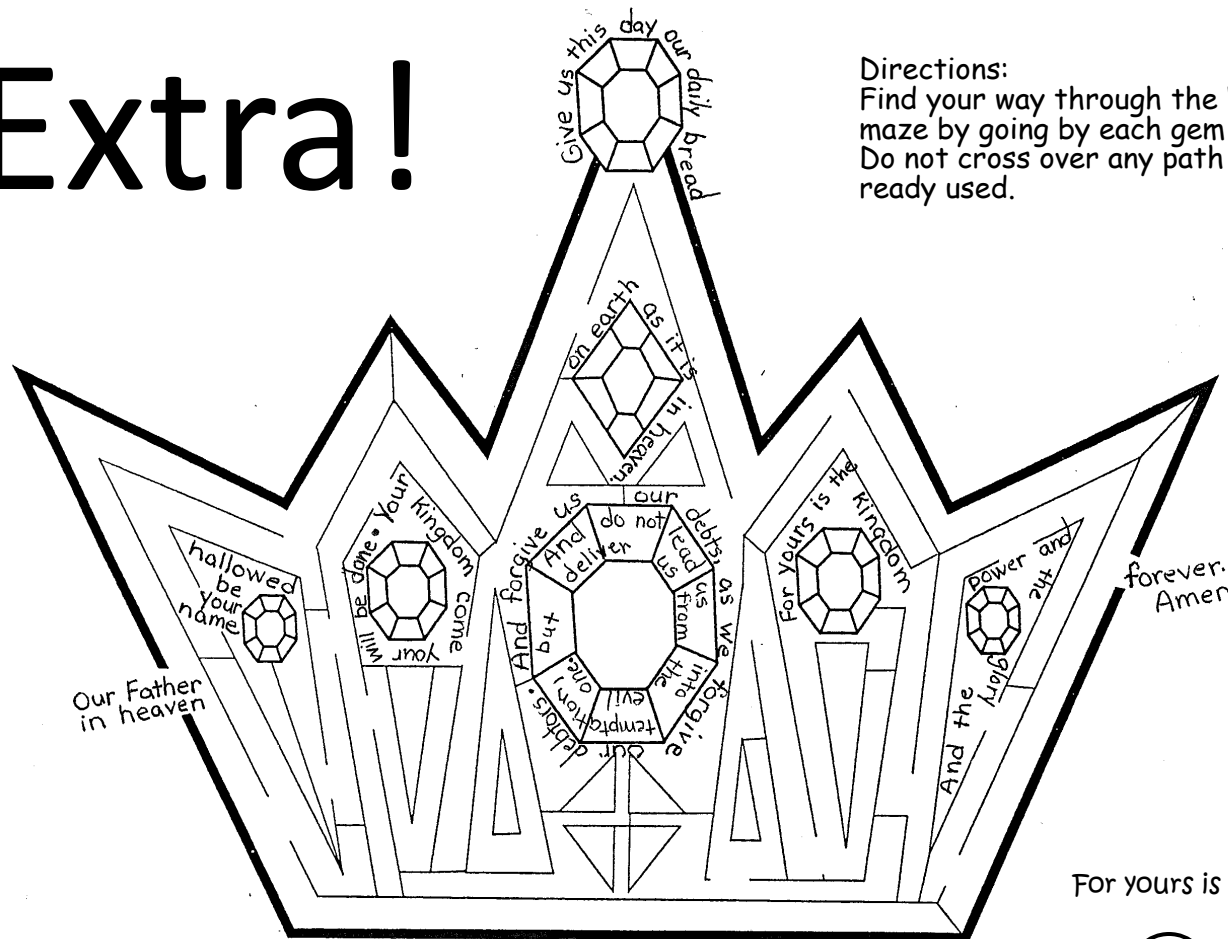 Extra!
Directions:
Find your way through the
maze by going by each gem
Do not cross over any path
ready used.
Our Father
in heaven
hallowed
be
your
name
Your Kingdom come
your will be done.
on earth as it is in heaven.
Give us this day our daily bread
And forgive us our debts, as we forgive our debtors.
And do not lead us into temptation,
but deliver us from the evil one.
For yours is the Kingdom
And the power and
the
glory
forever.
Amen
For yours is